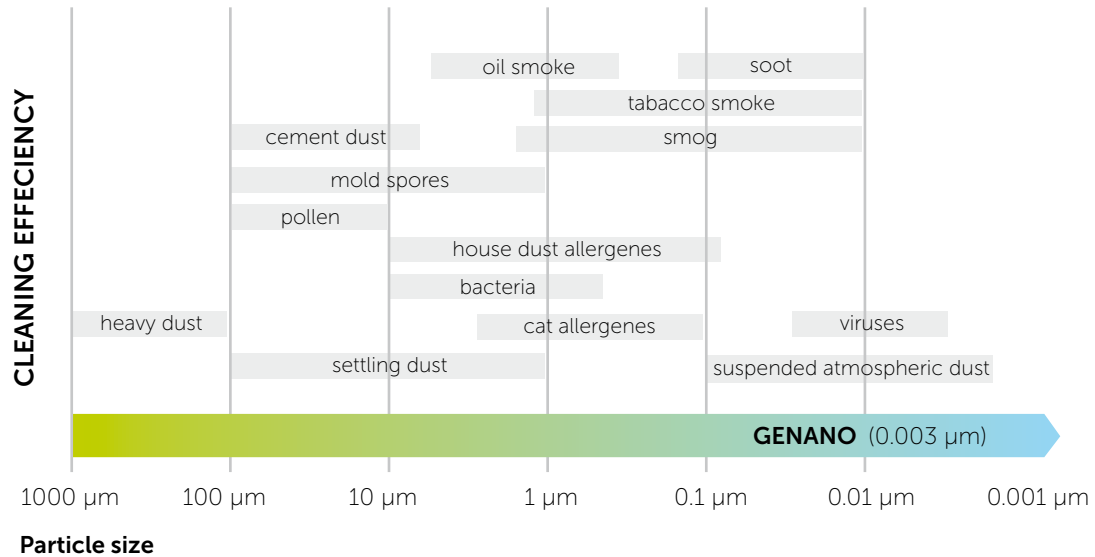 CLEANING EFFECIENCY
oil smoke
soot
tabacco smoke
cement dust
smog
mold spores
pollen
house dust allergenes
bacteria
heavy dust
cat allergenes
viruses
settling dust
suspended atmospheric dust
GENANO (0.003 µm)
1000 µm 100 µm 10 µm 1 µm 0.1 µm 0.01 µm 0.001 µm
Particle size